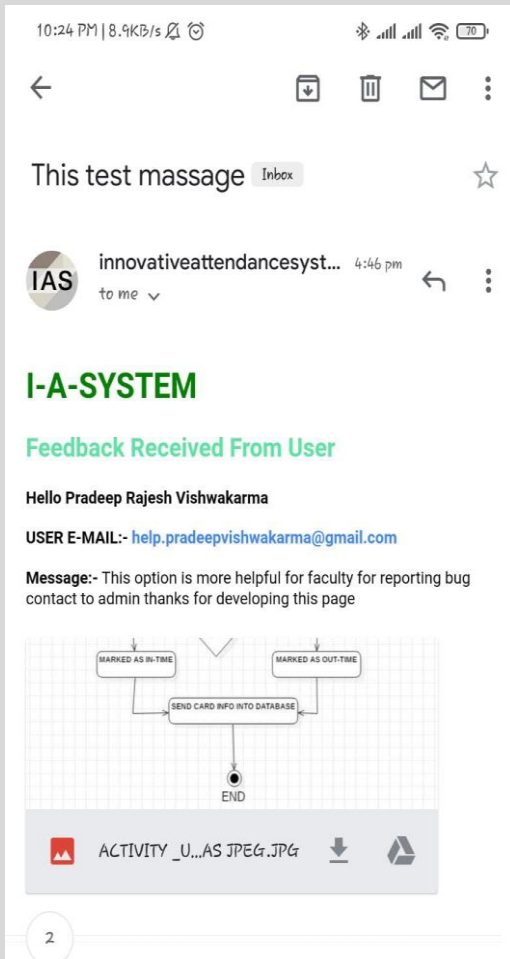 10:24 PM | 8.9KB/s 70
This test massage Inbox
IAS
innovativeattendancesyst... 4:46 pm
to me
I-A-SYSTEM
Feedback Received From User
Hello Pradeep Rajesh Vishwakarma
USER E-MAIL:- help.pradeepvishwakarma@gmail.com
Message:- This option is more helpful for faculty for reporting bug
contact to admin thanks for developing this page
MARKED AS IN-TIME MARKED AS OUT-TIME
SEND CARD INFO INTO DATABASE
END
ACTIVITY _U...AS JPEG.JPG
2